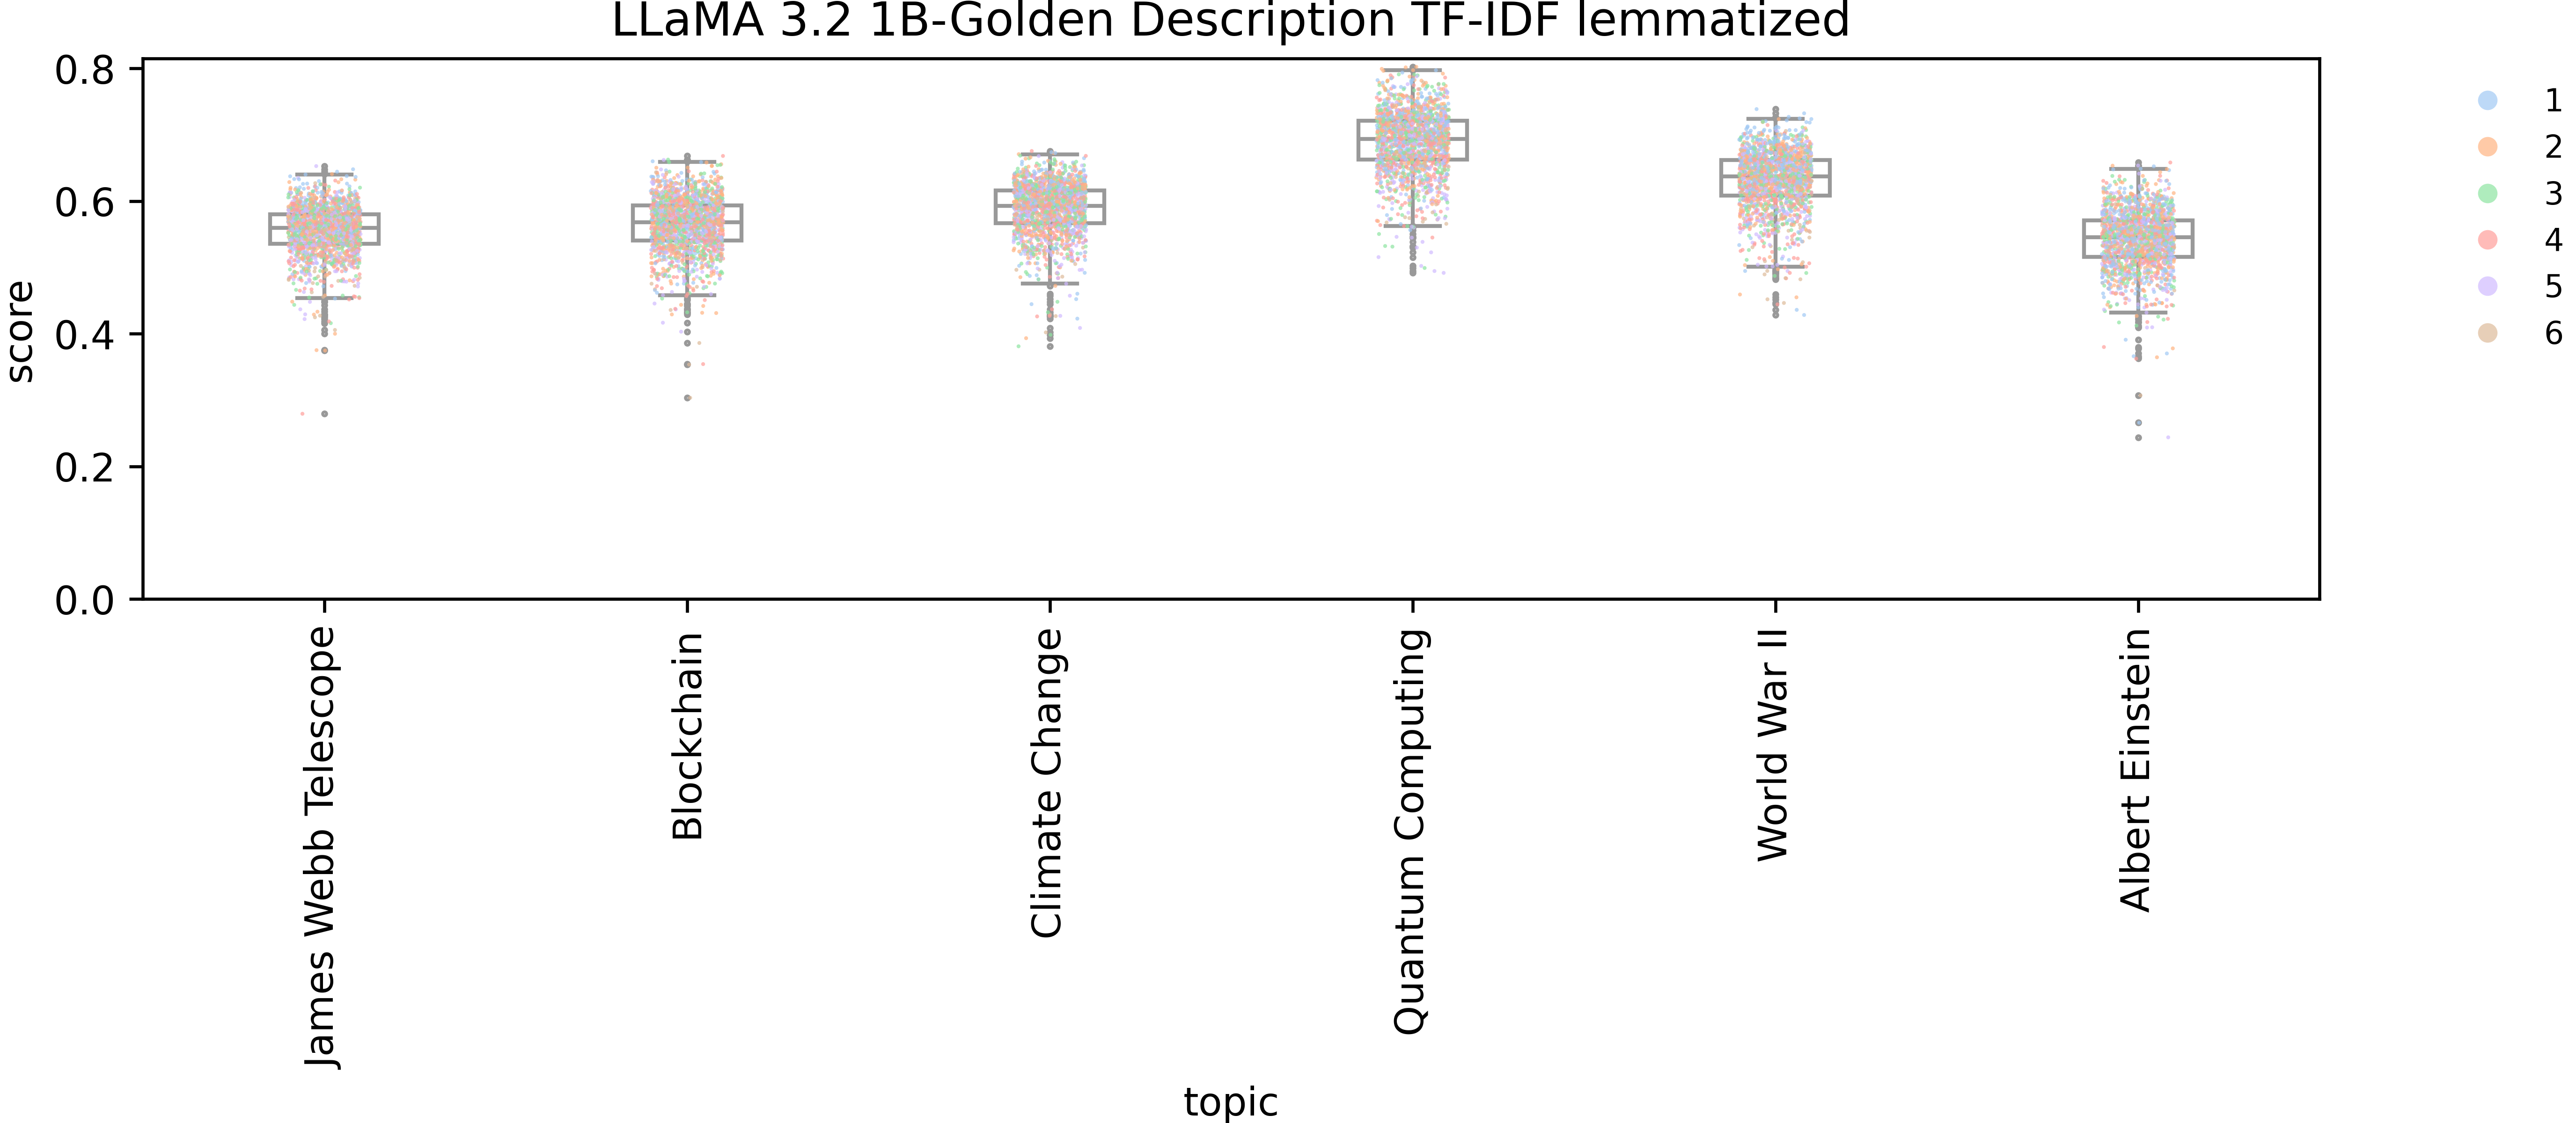 LLaMA 3.2 1B-Golden Description TF-IDF lemmatized
0.8
0.6
0.4
0.2
0.0
score
James Webb Telescope
Blockchain
Climate Change
Quantum Computing
World War II
Albert Einstein
topic
1
2
3
4
5
6